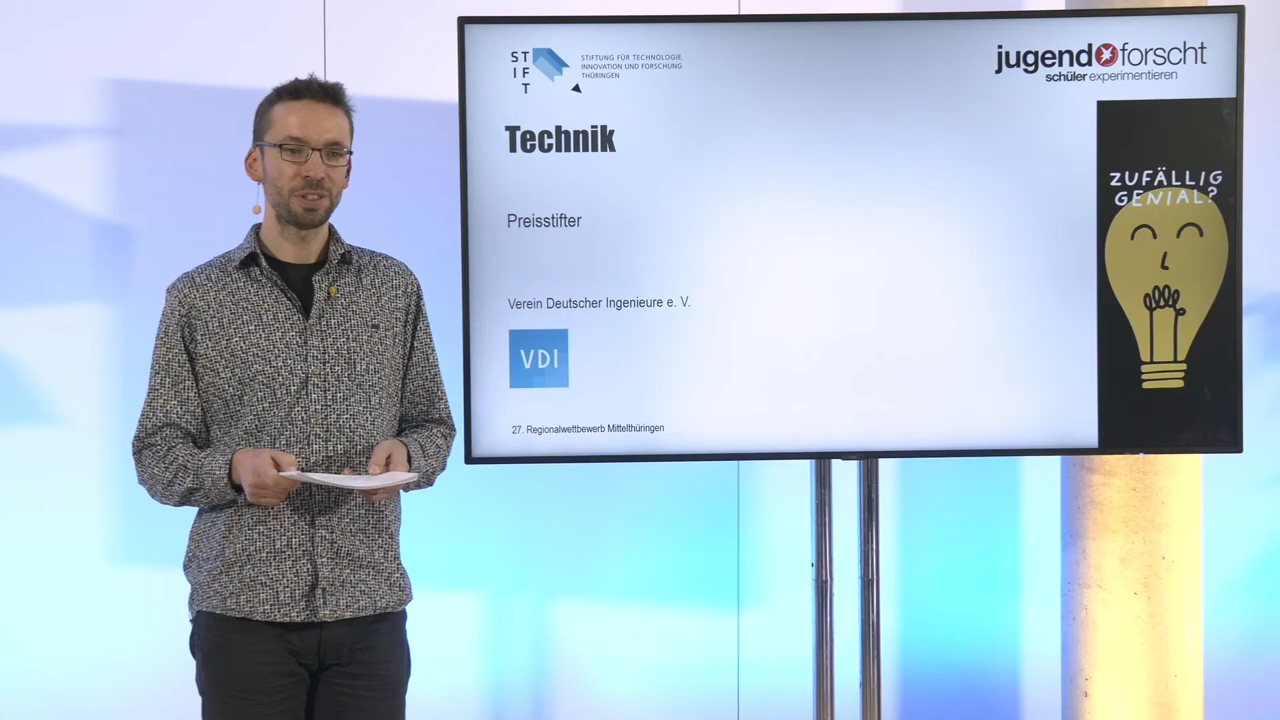 ST
IF
T
STIFTUNG FÜR TECHNOLOGIE,
INNOVATION UND FORSCHUNG
THÜRINGEN
jugend forscht
schüler experimentieren
Technik
ZUFÄLLIG
GENIAL?
Preisstifter
Verein Deutscher Ingenieure e. V.
VDI
27. Regionalwettbewerb Mittelthüringen